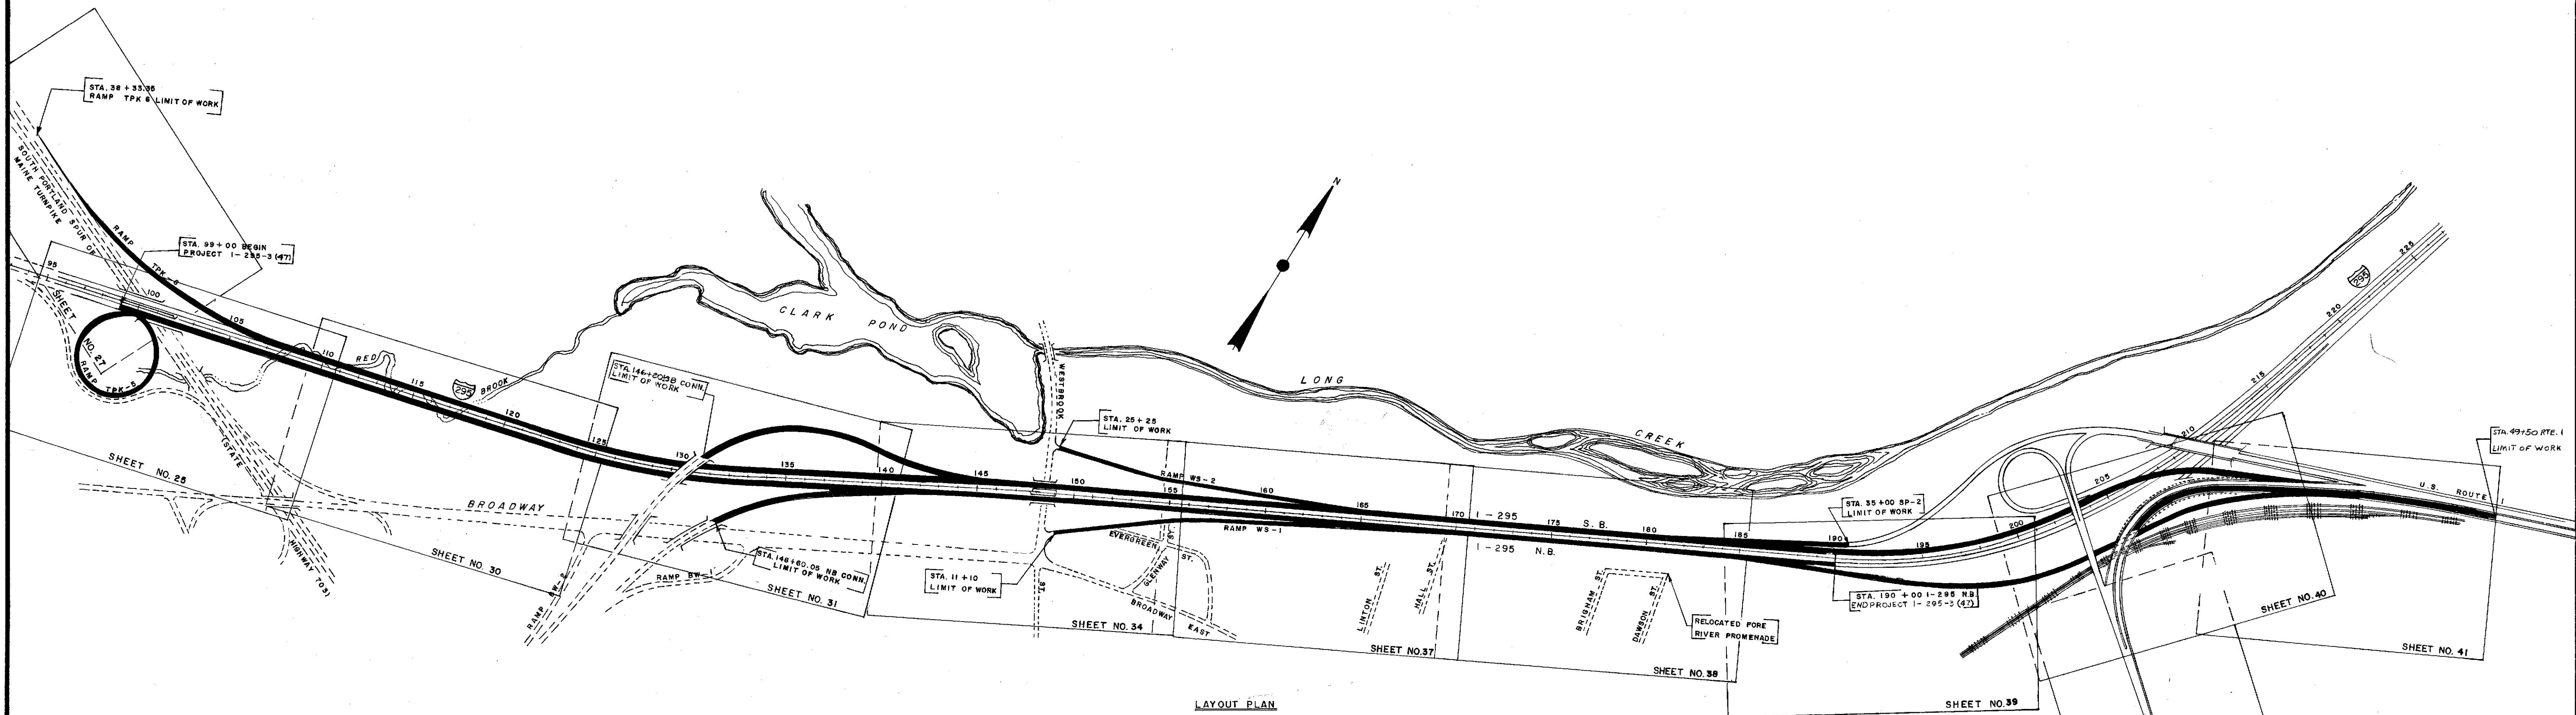 STA. 38 + 33.35
RAMP TPK 6 LIMIT OF WORK
SOUTH PORTLAND SPUR OF
MAINE TURNPIKE
RAMP TPK-6
STA. 99 + 00 BEGIN
PROJECT I-295-3 (47)
95
100
105
110
115
120
125
130
135
140
145
150
155
160
165
170
175
180
185
190
195
200
205
210
215
220
225
SHEET NO. 27
RAMP TPK-5
RED BROOK
295
CLARK POND
N
STA. 146+80 SB CONN.
LIMIT OF WORK
WESTBROOK ST.
STA. 25 + 25
LIMIT OF WORK
LONG CREEK
295
SHEET NO. 25
(STATE HIGHWAY 703)
BROADWAY
SHEET NO. 30
RAMP BW-2
RAMP BW-
STA. 146+60.05 NB CONN.
LIMIT OF WORK
SHEET NO. 31
STA. 11 + 10
LIMIT OF WORK
RAMP WS-2
RAMP WS-1
EVERGREEN ST.
GLENWAY ST.
BROADWAY EAST
SHEET NO. 34
LINTON ST.
HALL ST.
SHEET NO.37
I-295 S.B.
I-295 N.B.
BRIGHAM ST.
DAWSON ST.
RELOCATED FORE
RIVER PROMENADE
SHEET NO.38
STA. 35+00 SP-2
LIMIT OF WORK
STA. 190 +00 I-295 N.B.
END PROJECT I-295-3 (47)
SHEET NO.39
SHEET NO.40
SHEET NO. 41
U.S. ROUTE 1
STA. 49+50 RTE. 1
LIMIT OF WORK
LAYOUT PLAN